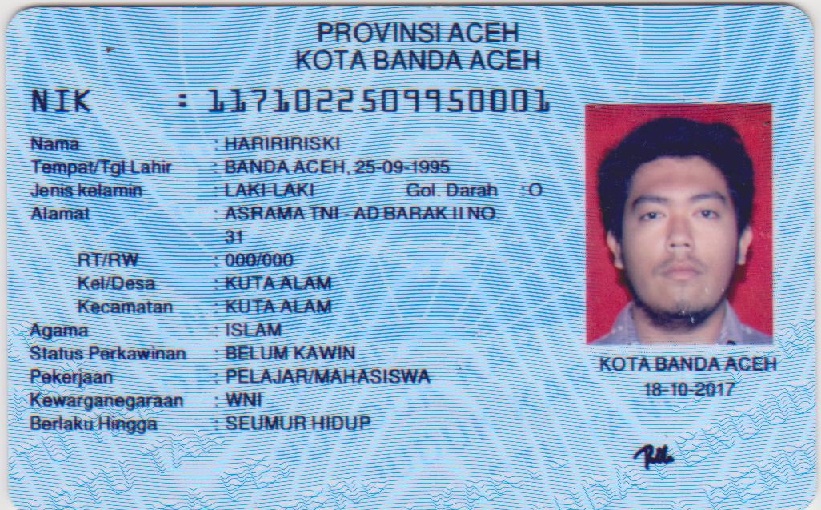 PROVINSI ACEH
KOTA BANDA ACEH
NIK : 1171022509950001
Nama : HARIRIRISKI
Tempat/Tgl Lahir : BANDA ACEH, 25-09-1995
Jenis kelamin : LAKI-LAKI Gol. Darah : O
Alamat : ASRAMA TNI - AD BARAK II NO
31
RT/RW : 000/000
Kel/Desa : KUTA ALAM
Kecamatan : KUTA ALAM
Agama : ISLAM
Status Perkawinan : BELUM KAWIN
Pekerjaan : PELAJAR/MAHASISWA
Kewarganegaraan : WNI
Berlaku Hingga : SEUMUR HIDUP
KOTA BANDA ACEH
18-10-2017